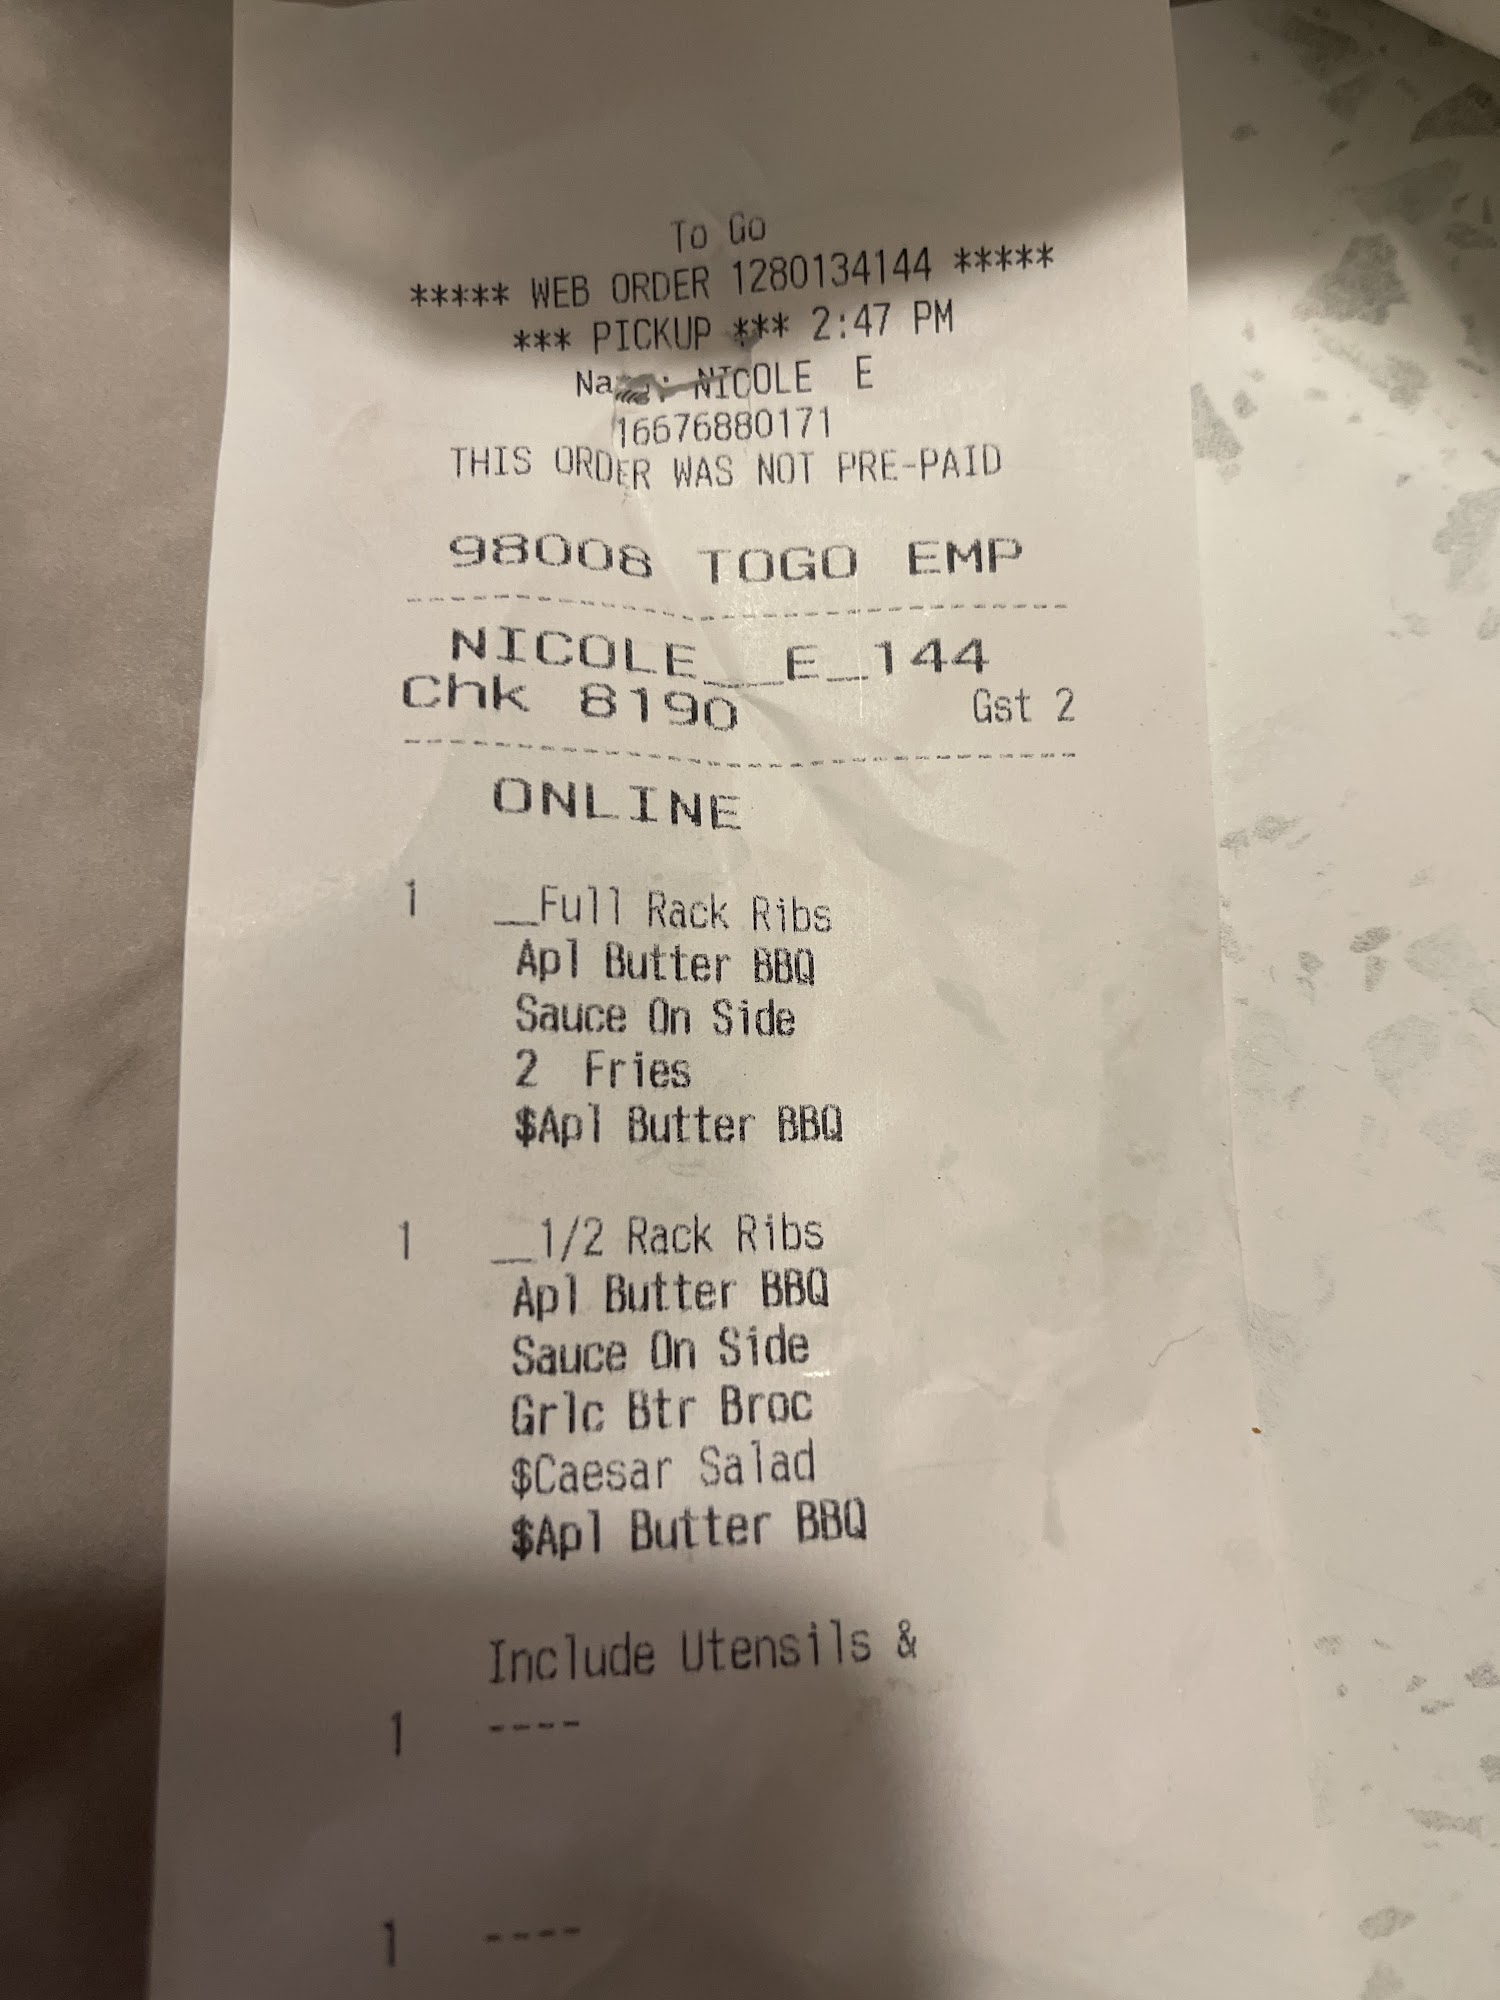 To Go
***** WEB ORDER 1280134144 *****
*** PICKUP *** 2:47 PM
NICOLE E
16676880171
THIS ORDER WAS NOT PRE-PAID
98008 TOGO EMP
NICOLE__E_144
Chk 8190 Gst 2
ONLINE
1 __Full Rack Ribs
Apl Butter BBQ
Sauce On Side
2 Fries
$Apl Butter BBQ
1 __1/2 Rack Ribs
Apl Butter BBQ
Sauce On Side
Grlc Btr Broc
$Caesar Salad
$Apl Butter BBQ
Include Utensils &
1 ----
1 ----